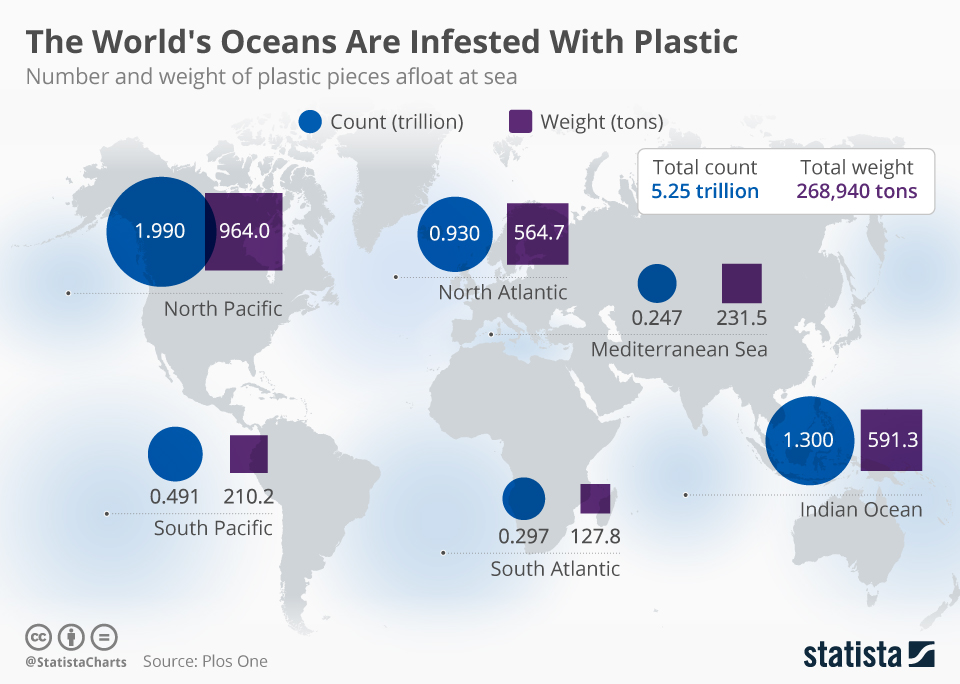 The World's Oceans Are Infested With Plastic
Number and weight of plastic pieces afloat at sea
Count (trillion)
Weight (tons)
Total count
5.25 trillion
Total weight
268,940 tons
1.990
964.0
North Pacific
0.930
564.7
North Atlantic
0.247
231.5
Mediterranean Sea
1.300
591.3
Indian Ocean
0.491
210.2
South Pacific
0.297
127.8
South Atlantic
cc
@StatistaCharts
Source: Plos One
statista